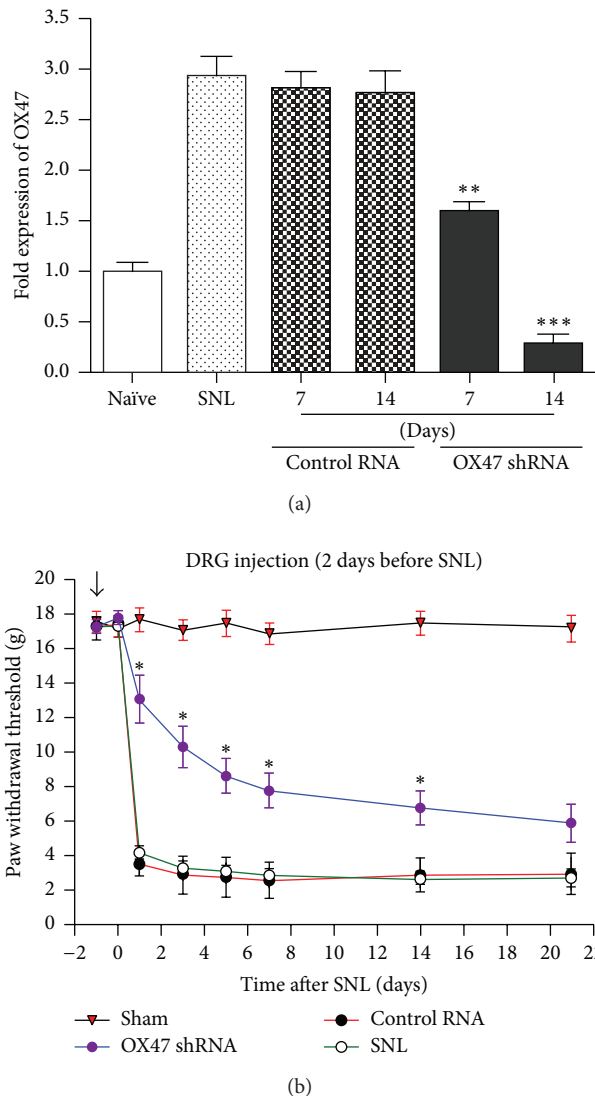 Fold expression of OX47
3.5
3.0
2.5
2.0
1.5
1.0
0.5
0.0
**
***
Naïve SNL 7 14 7 14
(Days)
Control RNA OX47 shRNA
(a)
DRG injection (2 days before SNL)
Paw withdrawal threshold (g)
20
18
16
14
12
10
8
6
4
2
0
* * * * *
−2 0 2 4 6 8 10 12 14 16 18 20 22
Time after SNL (days)
Sham Control RNA
OX47 shRNA SNL
(b)